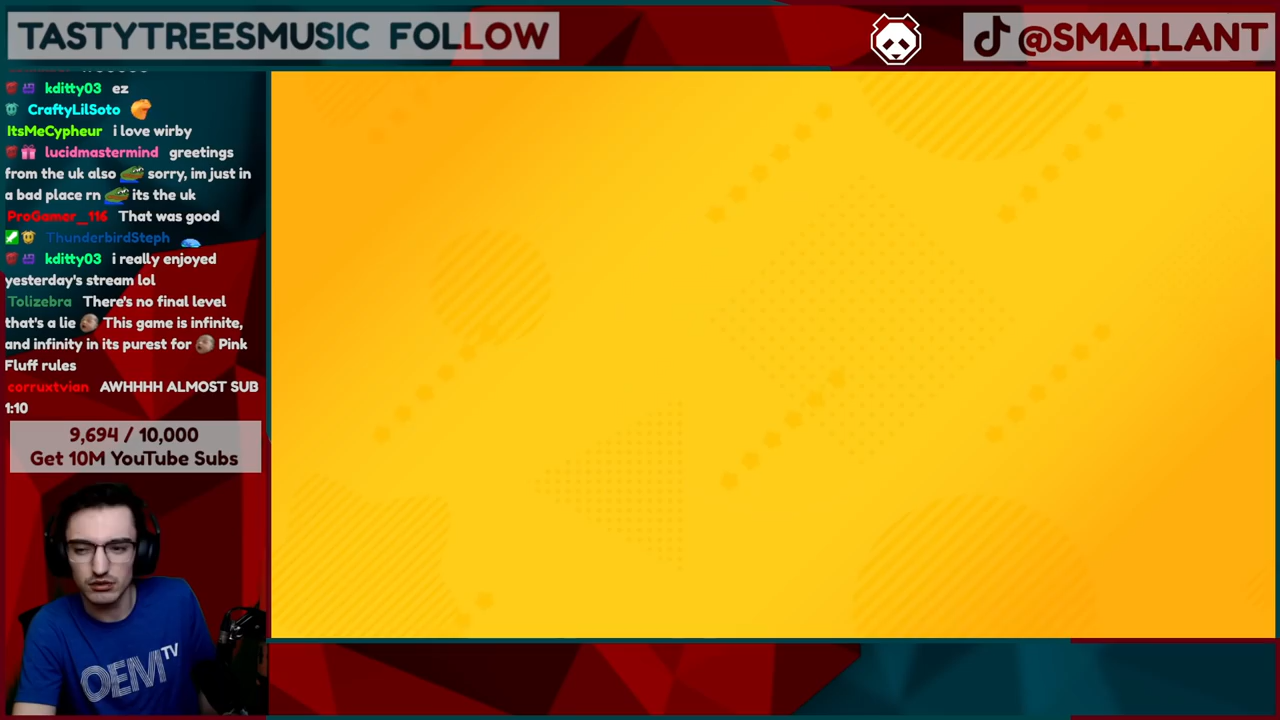 TASTYTREESMUSIC FOLLOW
@SMALLANT
kditty03 ez
CraftyLilSoto
ItsMeCypheur i love wirby
lucidmastermind greetings
from the uk also sorry, im just in
a bad place rn its the uk
ProGamer_116 That was good
ThunderbirdSteph
kditty03 i really enjoyed
yesterday's stream lol
Tolizebra There's no final level
that's a lie This game is infinite,
and infinity in its purest for Pink
Fluff rules
corruxtvian AWHHHH ALMOST SUB
1:10
9,694 / 10,000
Get 10M YouTube Subs
OEMTV